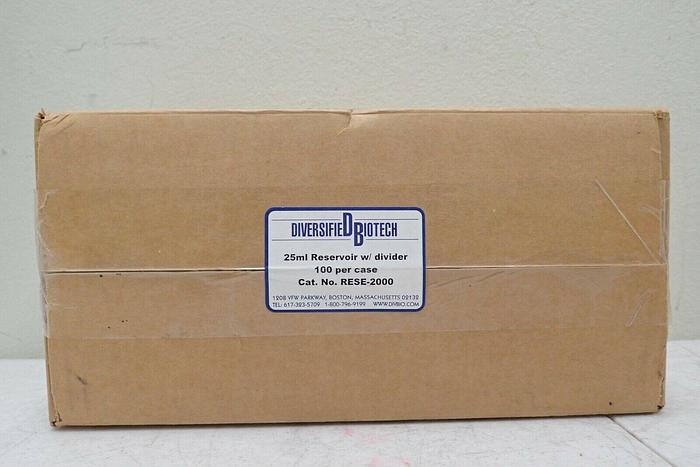 DIVERSIFIED BIOTECH
25ml Reservoir w/ divider
100 per case
Cat. No. RESE-2000
1208 VFW PARKWAY, BOSTON, MASSACHUSETTS 02132
TEL: 617-323-5709 1-800-796-9199 WWW.DIVBIO.COM